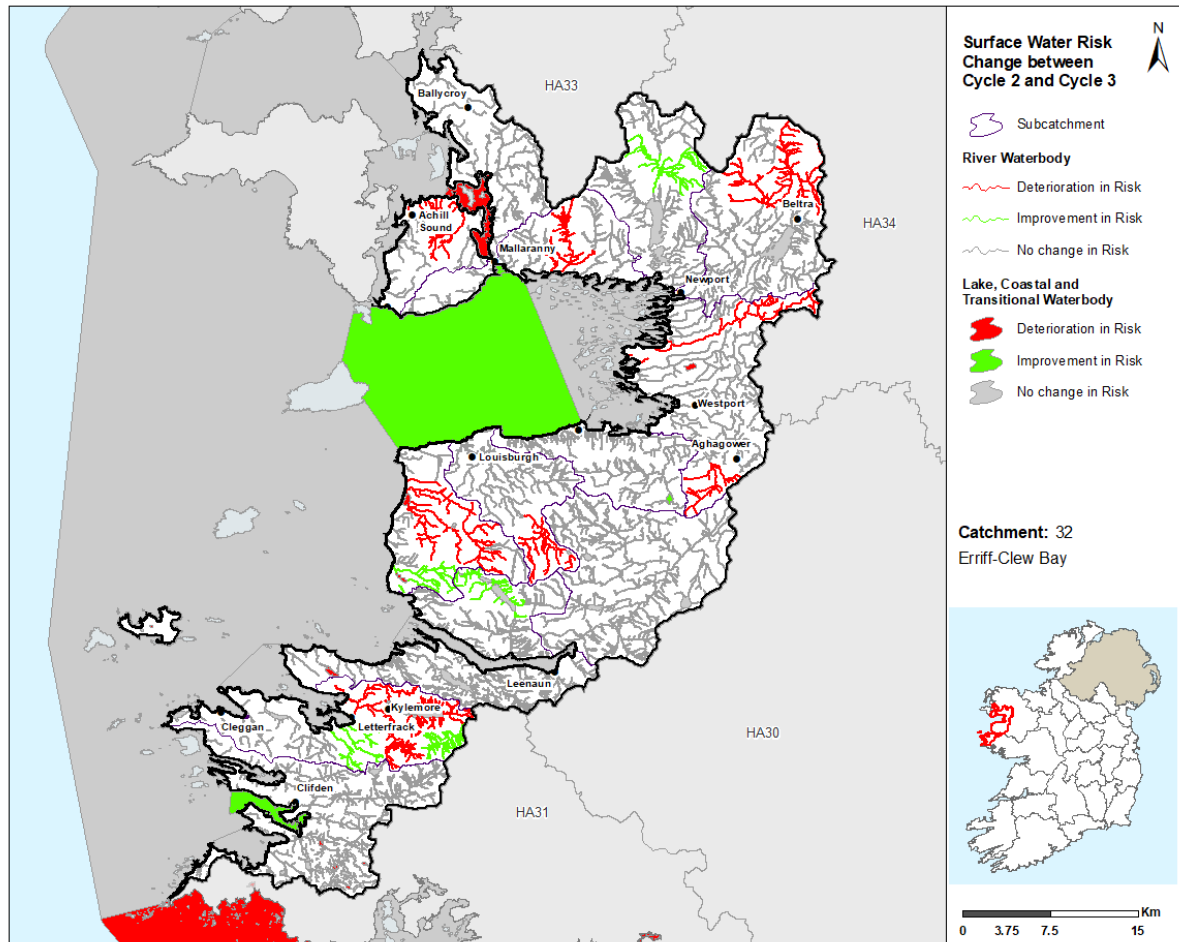 HA33
Ballycroy
Beltra
Achill
Sound
HA34
Mallaranny
Newport
Westport
Aghagower
Louisburgh
Leenaun
Kylemore
Cleggan
Letterfrack
HA30
Clifden
HA31
Surface Water Risk
Change between
Cycle 2 and Cycle 3
N
Subcatchment
River Waterbody
Deterioration in Risk
Improvement in Risk
No change in Risk
Lake, Coastal and
Transitional Waterbody
Deterioration in Risk
Improvement in Risk
No change in Risk
Catchment: 32
Erriff-Clew Bay
Km
0 3.75 7.5 15